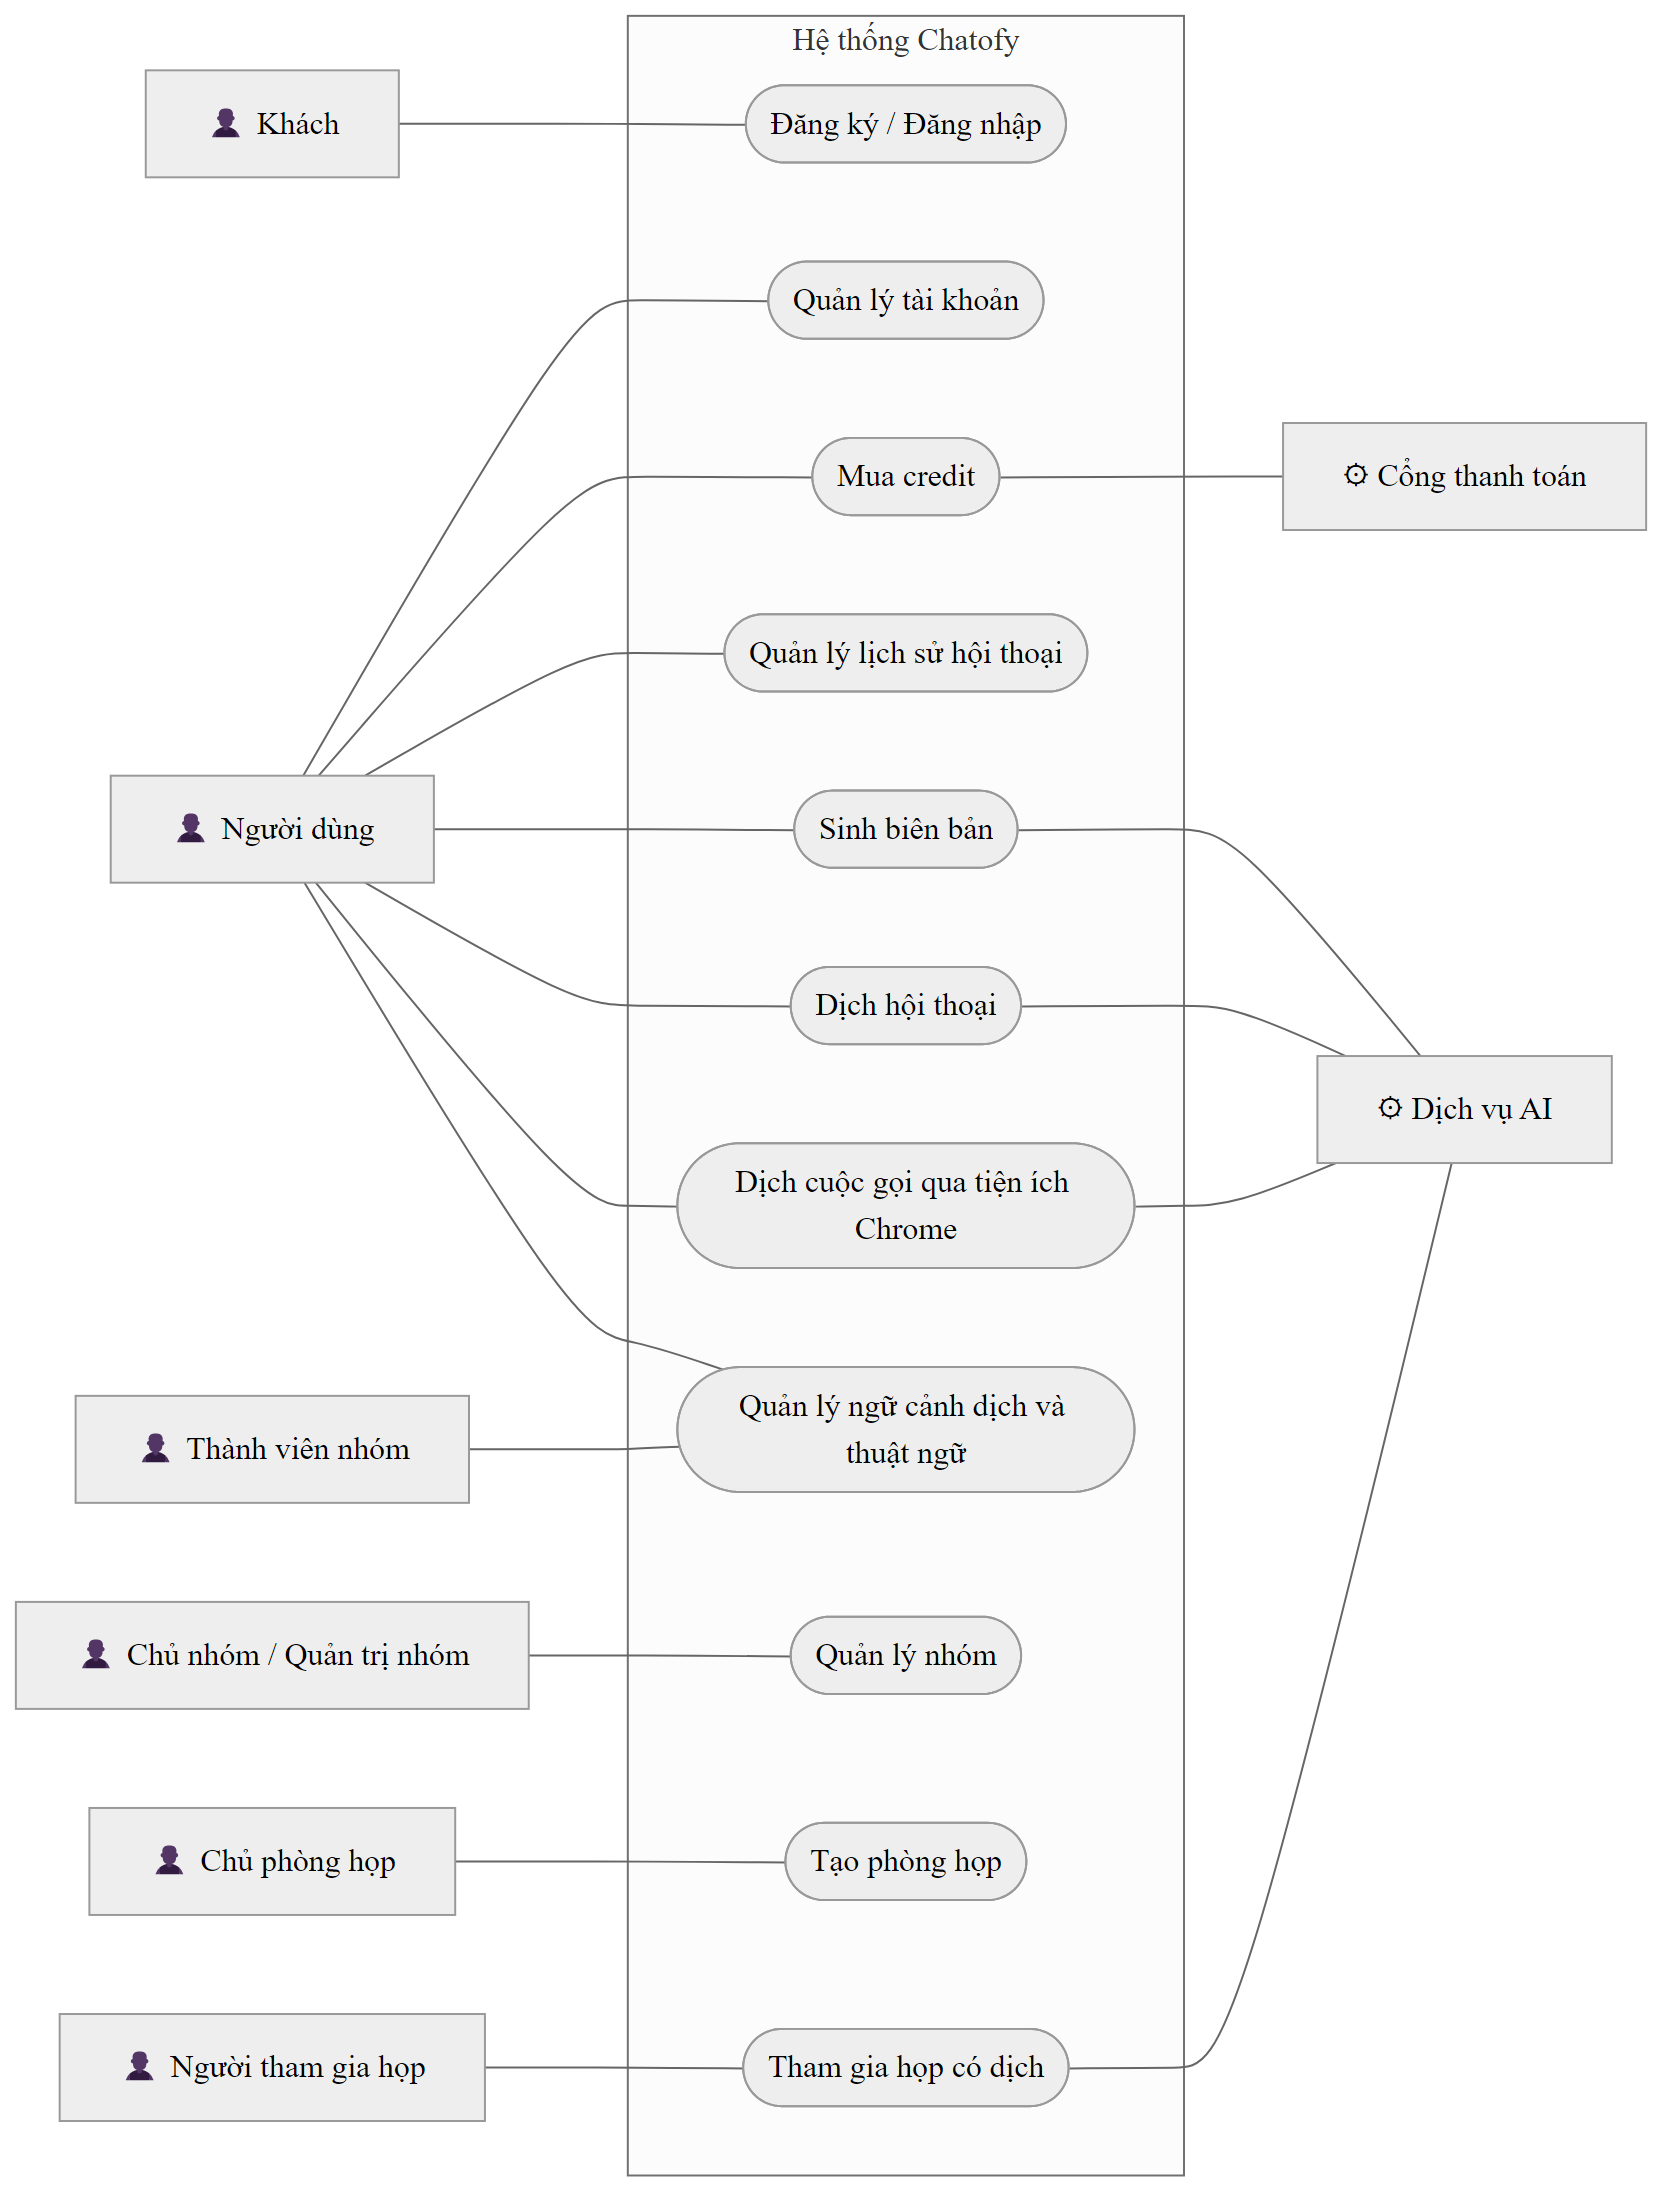 Hệ thống Chatofy
Khách
Đăng ký / Đăng nhập
Quản lý tài khoản
Mua credit
Cổng thanh toán
Quản lý lịch sử hội thoại
Người dùng
Sinh biên bản
Dịch hội thoại
Dịch vụ AI
Dịch cuộc gọi qua tiện ích
Chrome
Quản lý ngữ cảnh dịch và
thuật ngữ
Thành viên nhóm
Chủ nhóm / Quản trị nhóm
Quản lý nhóm
Chủ phòng họp
Tạo phòng họp
Người tham gia họp
Tham gia họp có dịch